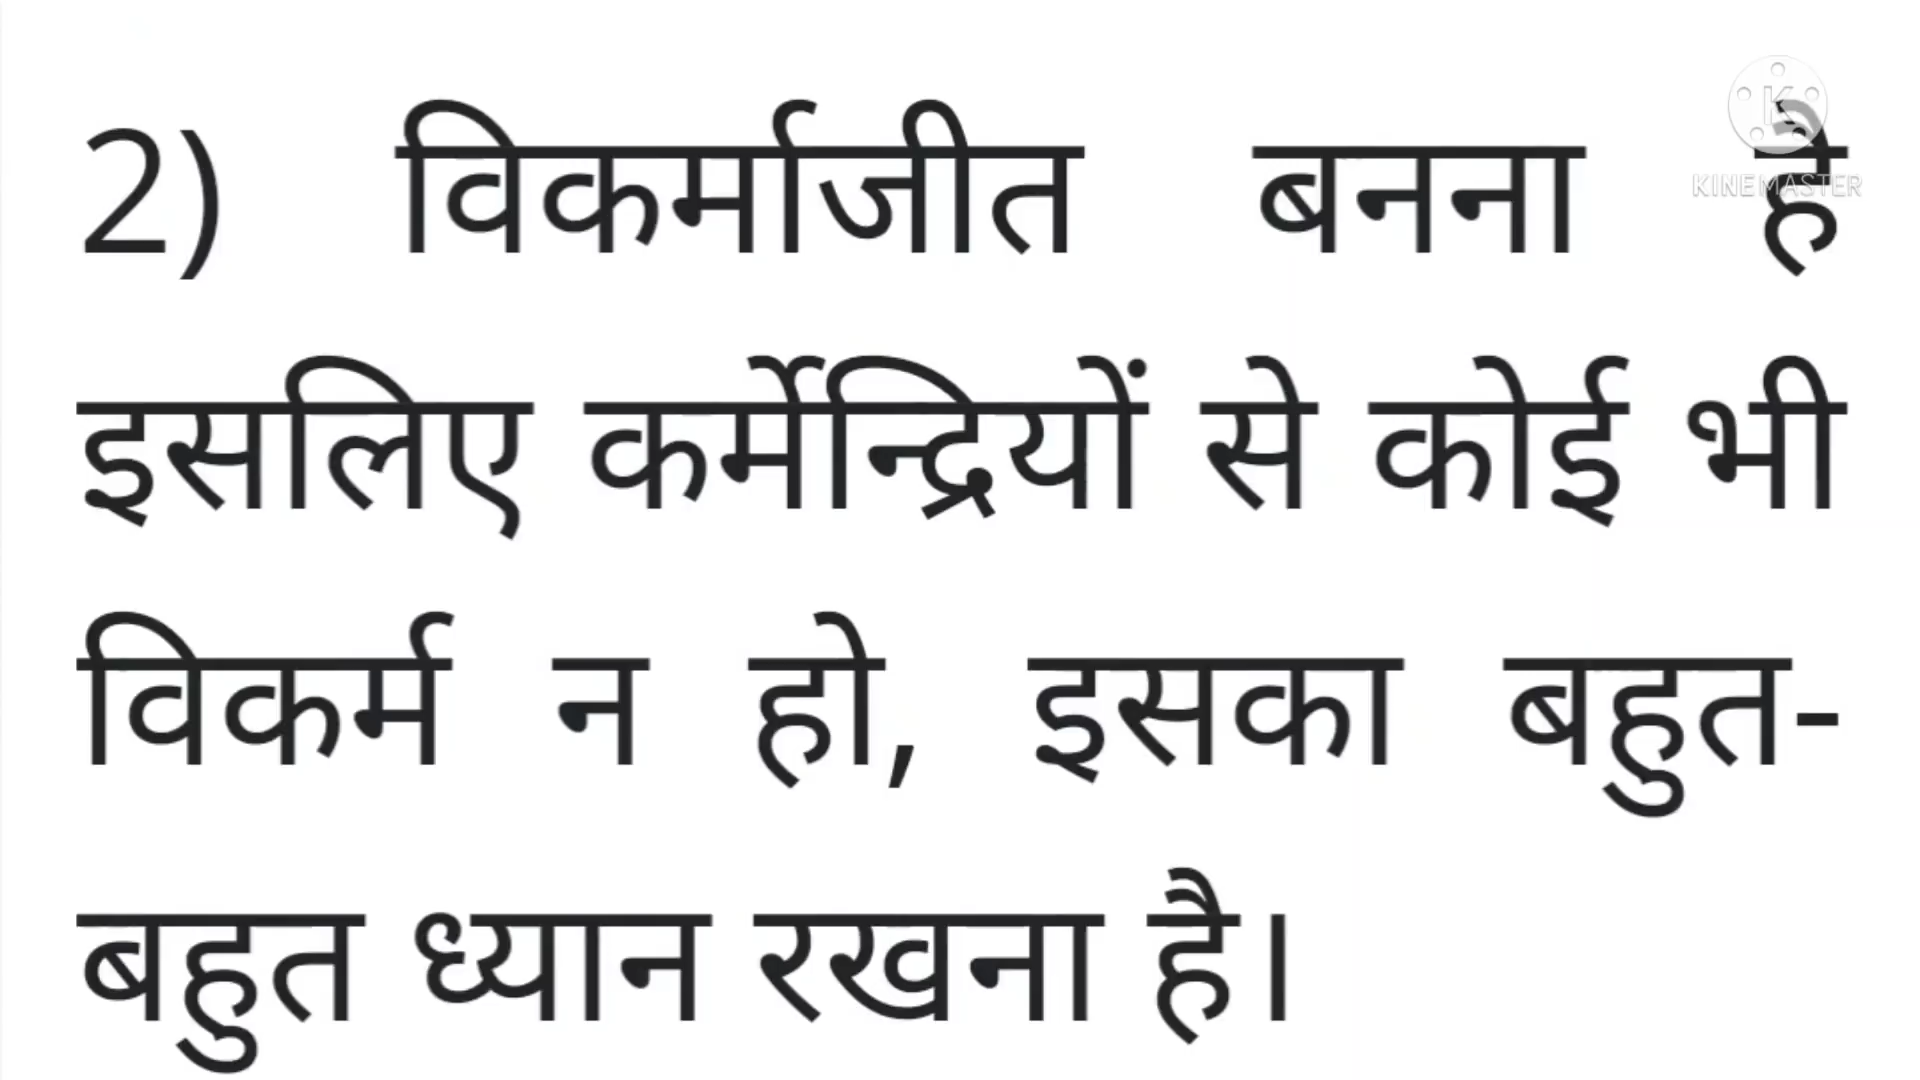 2) विकर्माजीत बनना है
इसलिए कर्मेन्द्रियों से कोई भी
विकर्म न हो, इसका बहुत-
बहुत ध्यान रखना है।
K
KINEMASTER